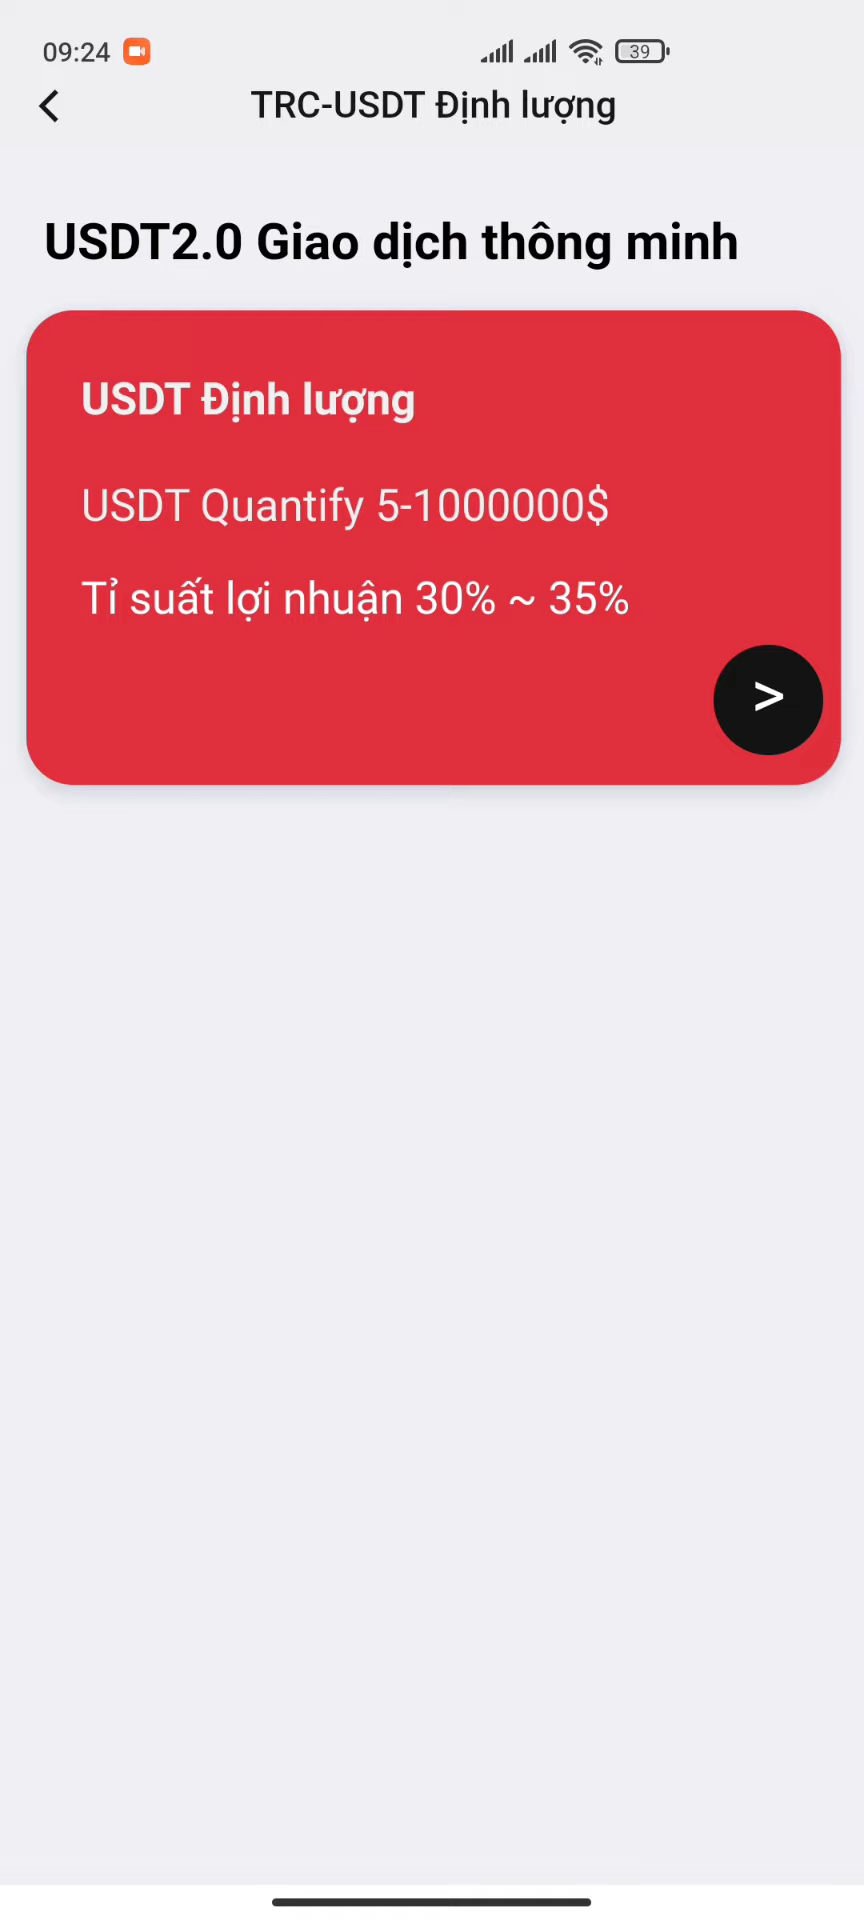 09:24
39
TRC-USDT Định lượng
USDT2.0 Giao dịch thông minh
USDT Định lượng
USDT Quantify 5-1000000$
Tỉ suất lợi nhuận 30% ~ 35%
>